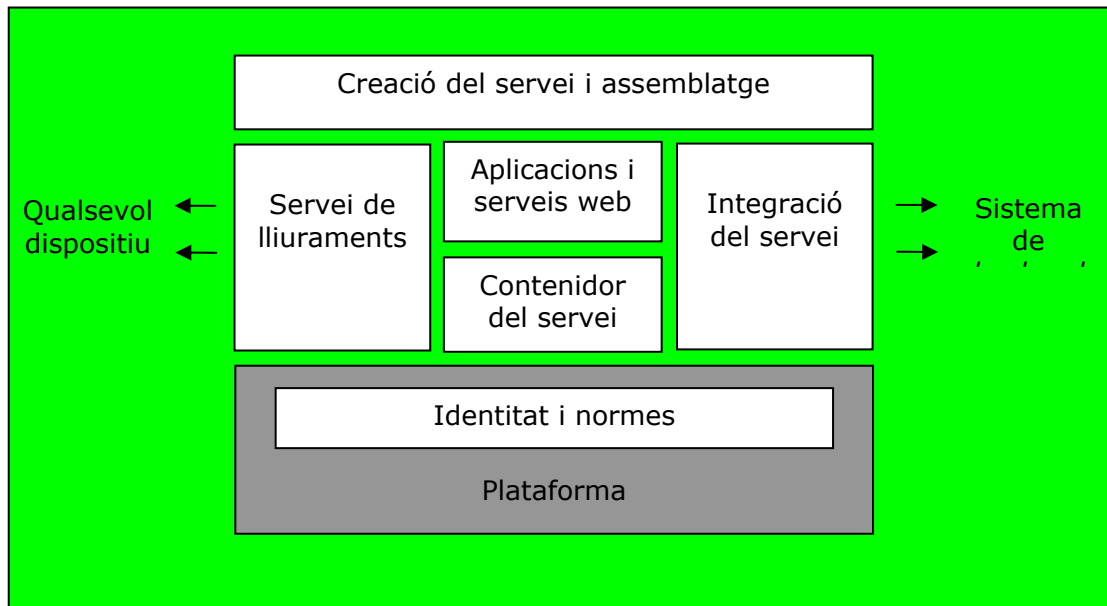 Creació del servei i assemblatge
Qualsevol
dispositiu
Servei de
lliuraments
Aplicacions i
serveis web
Contenidor
del servei
Integració
del servei
Sistema
de
Identitat i normes
Plataforma